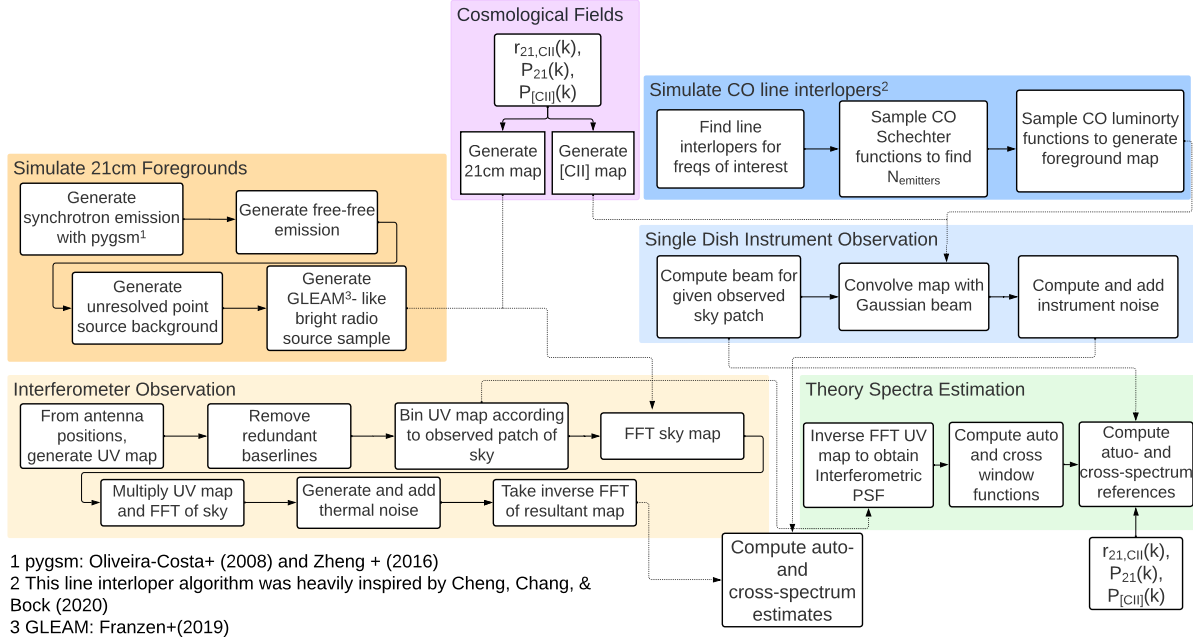 Cosmological Fields
r21,CII(k),
P21(k),
P[CII](k)
Generate
21cm map
Generate
[CII] map
Simulate CO line interlopers2
Find line
interlopers for
freqs of interest
Sample CO
Schechter
functions to find
Nemitters
Sample CO luminorty
functions to generate
foreground map
Simulate 21cm Foregrounds
Generate
synchrotron emission
with pygsm1
Generate free-free
emission
Generate
unresolved point
source background
Generate
GLEAM3- like
bright radio
source sample
Single Dish Instrument Observation
Compute beam for
given observed
sky patch
Convolve map with
Gaussian beam
Compute and add
instrument noise
Interferometer Observation
From antenna
positions,
generate UV map
Remove
redundant
baserlines
Bin UV map according
to observed patch of
sky
FFT sky map
Multiply UV map
and FFT of sky
Generate and add
thermal noise
Take inverse FFT
of resultant map
Theory Spectra Estimation
Inverse FFT UV
map to obtain
Interferometric
PSF
Compute auto
and cross
window
functions
Compute
atuo- and
cross-spectrum
references
r21,CII(k),
P21(k),
P[CII](k)
Compute auto-
and
cross-spectrum
estimates
1 pygsm: Oliveira-Costa+ (2008) and Zheng + (2016)
2 This line interloper algorithm was heavily inspired by Cheng, Chang, &
Bock (2020)
3 GLEAM: Franzen+(2019)